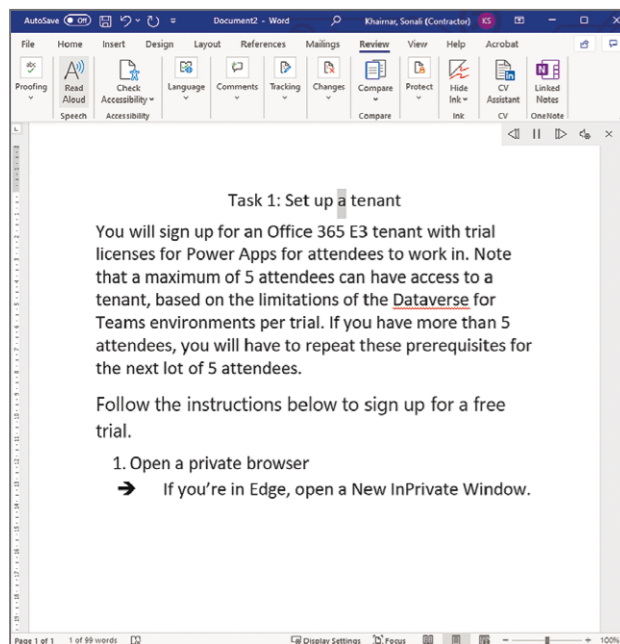 AutoSave Off Document2 - Word Khairnar, Sonali (Contractor) KS
File Home Insert Design Layout References Mailings Review View Help Acrobat
Proofing
Read Aloud
Check Accessibility
Language
Comments
Tracking
Changes
Compare
Protect
Hide Ink
CV Assistant
Linked Notes
Speech Accessibility Compare Ink CV OneNote
Task 1: Set up a tenant
You will sign up for an Office 365 E3 tenant with trial
licenses for Power Apps for attendees to work in. Note
that a maximum of 5 attendees can have access to a
tenant, based on the limitations of the Dataverse for
Teams environments per trial. If you have more than 5
attendees, you will have to repeat these prerequisites for
the next lot of 5 attendees.
Follow the instructions below to sign up for a free
trial.
1. Open a private browser
➔ If you’re in Edge, open a New InPrivate Window.
Page 1 of 1 1 of 99 words Display Settings Focus 100%